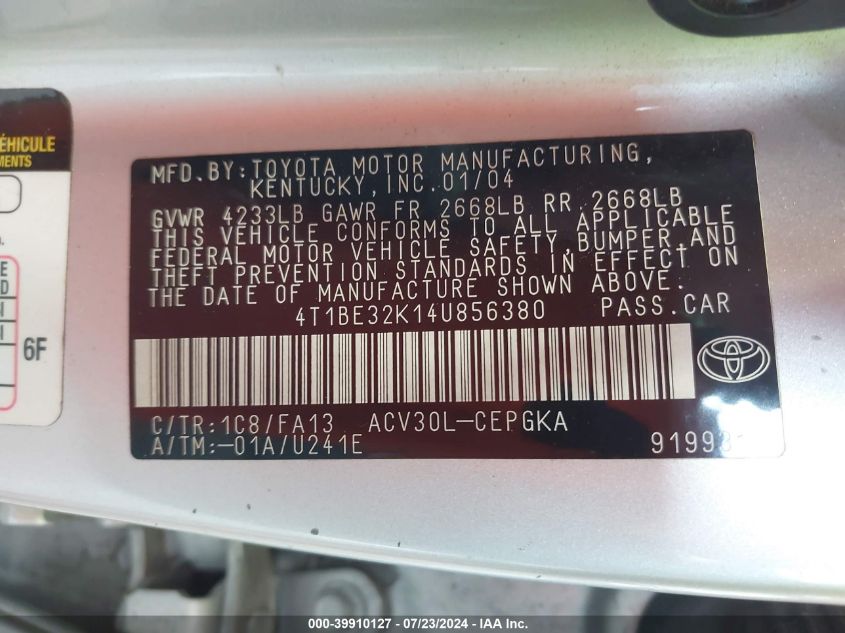 ÉHICULE
MENTS
6F
MFD.BY:TOYOTA MOTOR MANUFACTURING,
KENTUCKY,INC.01/04
GVWR 4233LB GAWR FR 2668LB RR 2668LB
THIS VEHICLE CONFORMS TO ALL APPLICABLE
FEDERAL MOTOR VEHICLE SAFETY,BUMPER,AND
THEFT PREVENTION STANDARDS IN EFFECT ON
THE DATE OF MANUFACTURE SHOWN ABOVE.
4T1BE32K14U856380 PASS.CAR
C/TR:1C8/FA13 ACV30L-CEPGKA
A/TM:-01A/U241E
000-39910127 - 07/23/2024 - IAA Inc.